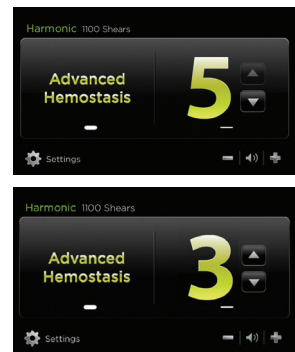 Harmonic 1100 Shears
Advanced
Hemostasis
5
Settings
Harmonic 1100 Shears
Advanced
Hemostasis
3
Settings